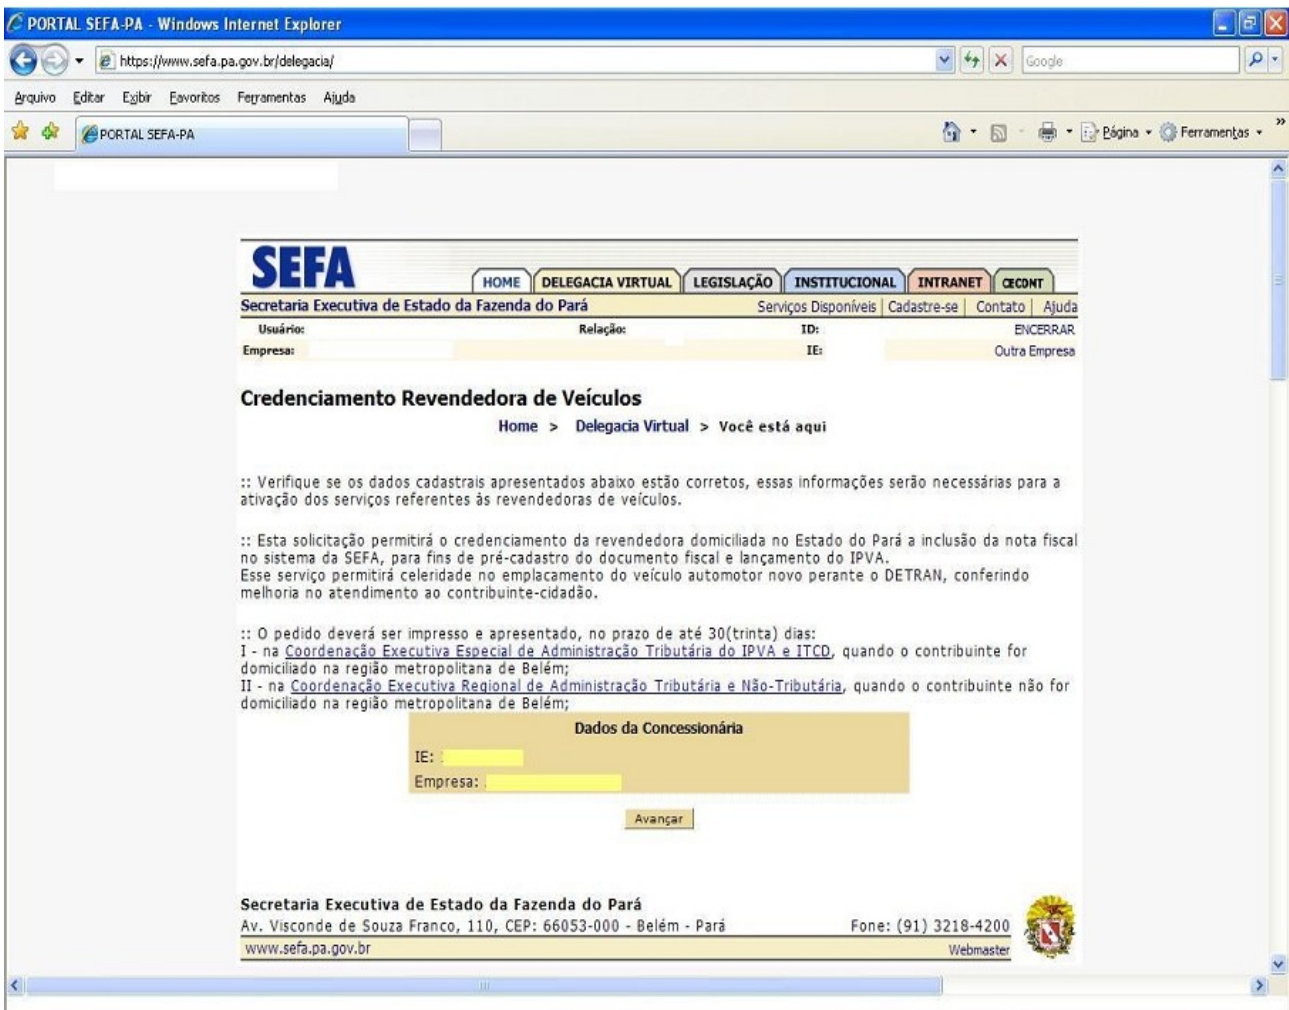 PORTAL SEFA-PA - Windows Internet Explorer
https://www.sefa.pa.gov.br/delegacia/
Google
Arquivo Editar Exibir Favoritos Ferramentas Ajuda
PORTAL SEFA-PA
Página Ferramentas
SEFA
HOME DELEGACIA VIRTUAL LEGISLAÇÃO INSTITUCIONAL INTRANET CECONT
Secretaria Executiva de Estado da Fazenda do Pará Serviços Disponíveis | Cadastre-se | Contato | Ajuda
Usuário: Relação: ID: ENCERRAR
Empresa: IE: Outra Empresa
Credenciamento Revendedora de Veículos
Home > Delegacia Virtual > Você está aqui
:: Verifique se os dados cadastrais apresentados abaixo estão corretos, essas informações serão necessárias para a
ativação dos serviços referentes às revendedoras de veículos.
:: Esta solicitação permitirá o credenciamento da revendedora domiciliada no Estado do Pará a inclusão da nota fiscal
no sistema da SEFA, para fins de pré-cadastro do documento fiscal e lançamento do IPVA.
Esse serviço permitirá celeridade no emplacamento do veículo automotor novo perante o DETRAN, conferindo
melhoria no atendimento ao contribuinte-cidadão.
:: O pedido deverá ser impresso e apresentado, no prazo de até 30(trinta) dias:
I - na Coordenação Executiva Especial de Administração Tributária do IPVA e ITCD, quando o contribuinte for
domiciliado na região metropolitana de Belém;
II - na Coordenação Executiva Regional de Administração Tributária e Não-Tributária, quando o contribuinte não for
domiciliado na região metropolitana de Belém;
Dados da Concessionária
IE:
Empresa:
Avançar
Secretaria Executiva de Estado da Fazenda do Pará
Av. Visconde de Souza Franco, 110, CEP: 66053-000 - Belém - Pará Fone: (91) 3218-4200
www.sefa.pa.gov.br Webmaster